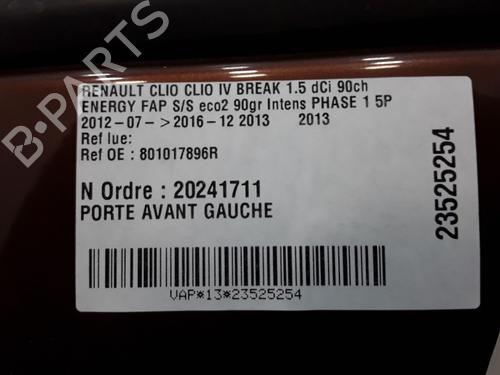 RENAULT CLIO CLIO IV BREAK 1.5 dCi 90ch
ENERGY FAP S/S eco2 90gr Intens PHASE 1 5P
2012-07- >2016-12 2013 2013
Ref lue:
Ref OE : 801017896R
N Ordre : 20241711
PORTE AVANT GAUCHE
VAP*13*23525254
23525254